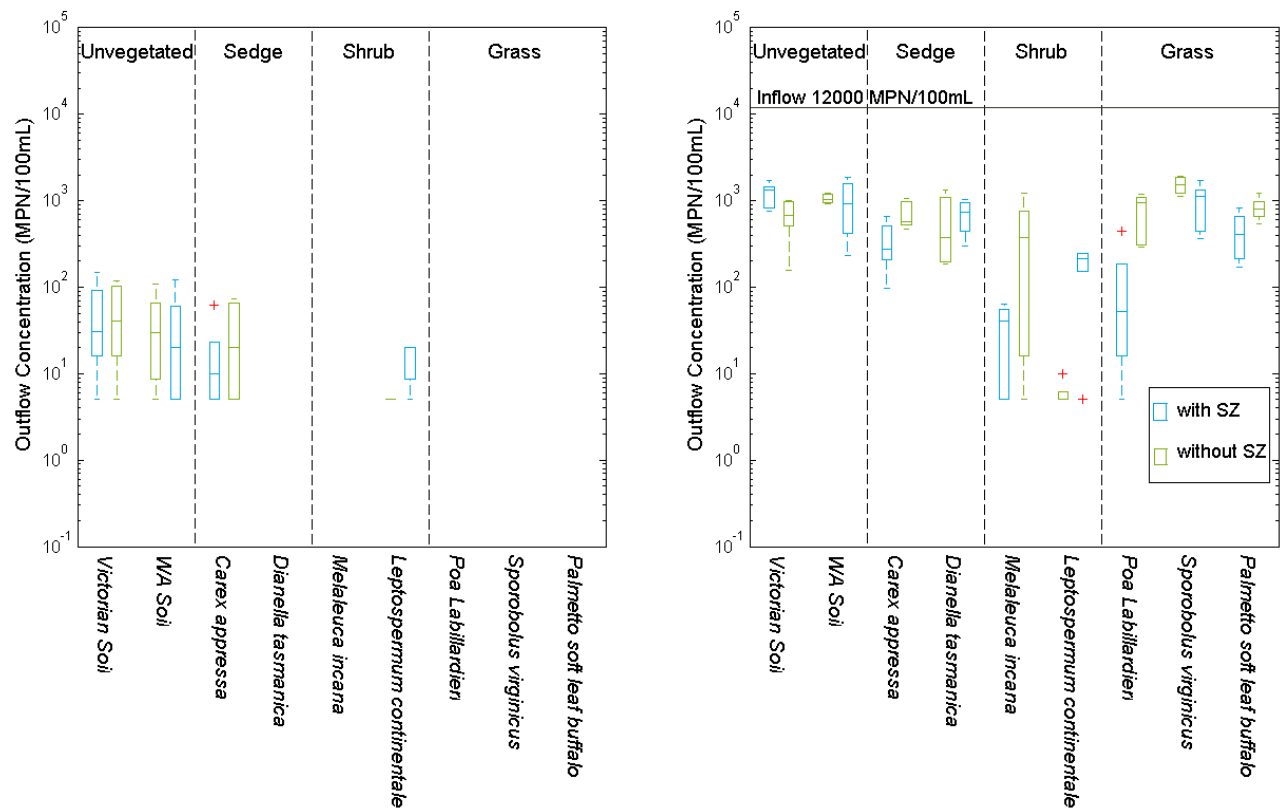 Outflow Concentration (MPN/100mL)
10^5
10^4
10^3
10^2
10^1
10^0
10^-1
Unvegetated
Sedge
Shrub
Grass
Victorian Soil
WA Soil
Carex appressa
Dianella tasmanica
Melaleuca incana
Leptospermum continentale
Poa Labillardieri
Sporobolus virginicus
Palmetto soft leaf buffalo
Outflow Concentration (MPN/100mL)
10^5
10^4
10^3
10^2
10^1
10^0
10^-1
Unvegetated
Sedge
Shrub
Grass
Inflow 12000 MPN/100mL
with SZ
without SZ
Victorian Soil
WA Soil
Carex appressa
Dianella tasmanica
Melaleuca incana
Leptospermum continentale
Poa Labillardieri
Sporobolus virginicus
Palmetto soft leaf buffalo